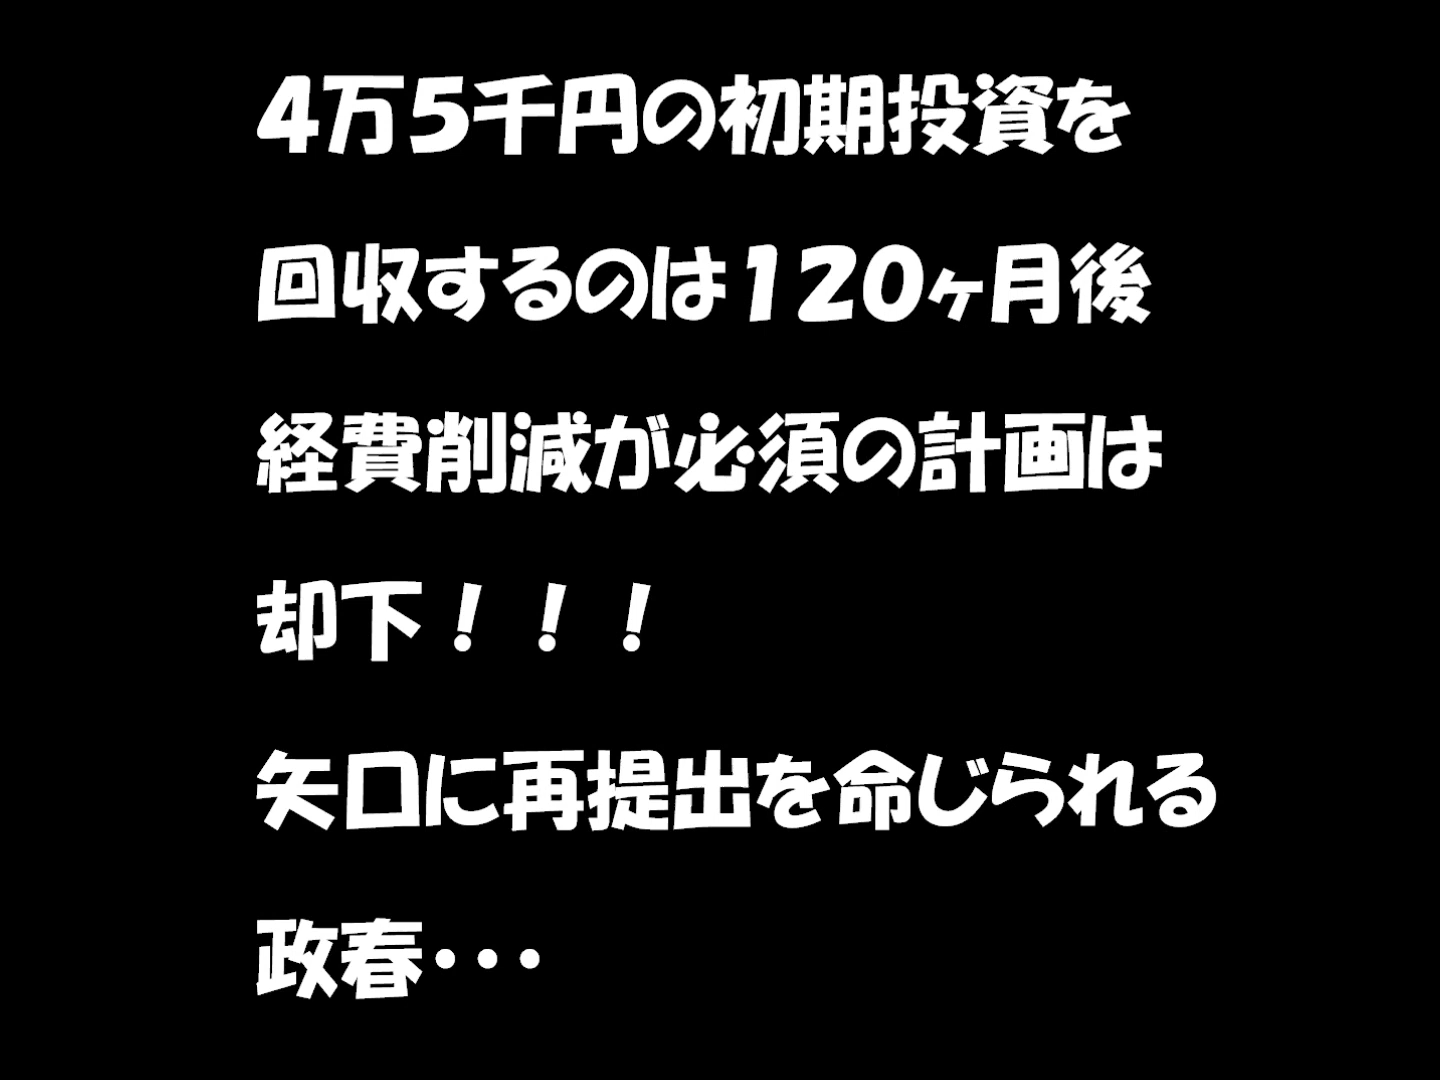 ４万５千円の初期投資を
回収するのは１２０ヶ月後
経費削減が必須の計画は
却下！！！
矢口に再提出を命じられる
政春・・・